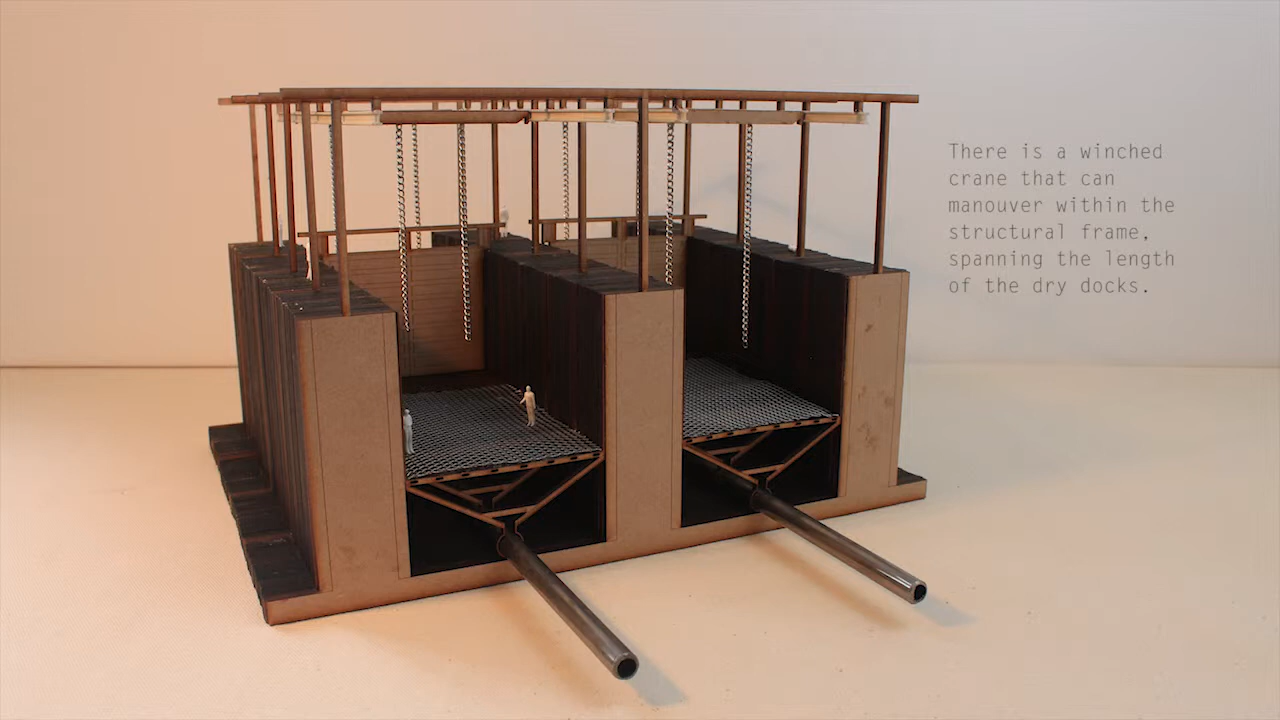 There is a winched
crane that can
manouver within the
structural frame,
spanning the length
of the dry docks.